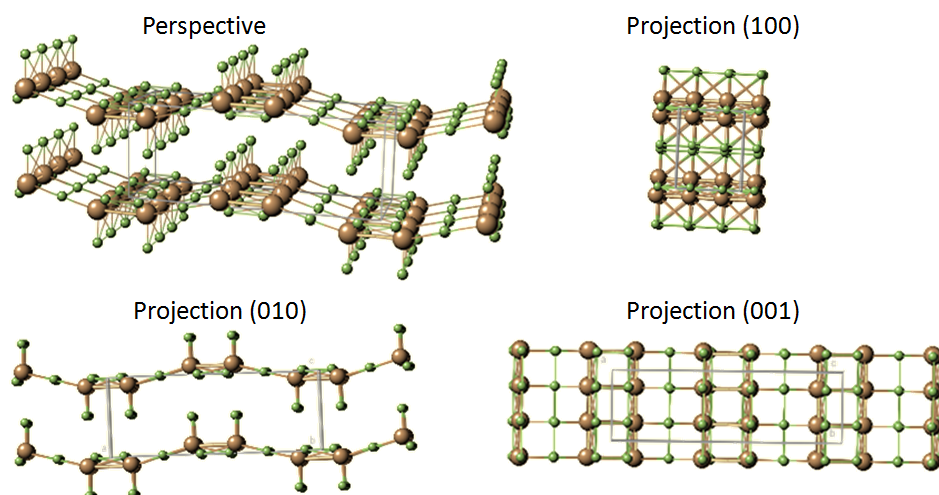 Perspective
Projection (100)
Projection (010)
Projection (001)
c
a
b
a
c
b